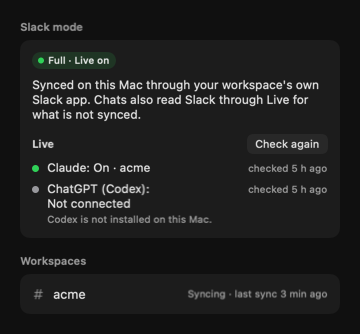 Slack mode
Full · Live on
Synced on this Mac through your workspace's own
Slack app. Chats also read Slack through Live for
what is not synced.
Live
Check again
Claude: On · acme
checked 5 h ago
ChatGPT (Codex):
Not connected
checked 5 h ago
Codex is not installed on this Mac.
Workspaces
# acme
Syncing · last sync 3 min ago